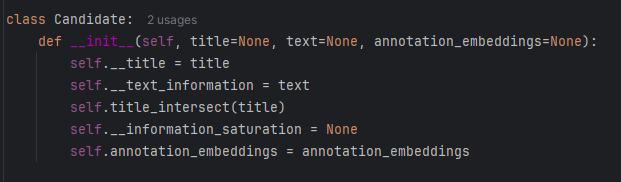 class Candidate:  2 usages
    def __init__(self, title=None, text=None, annotation_embeddings=None):
        self.__title = title
        self.__text_information = text
        self.title_intersect(title)
        self.__information_saturation = None
        self.annotation_embeddings = annotation_embeddings